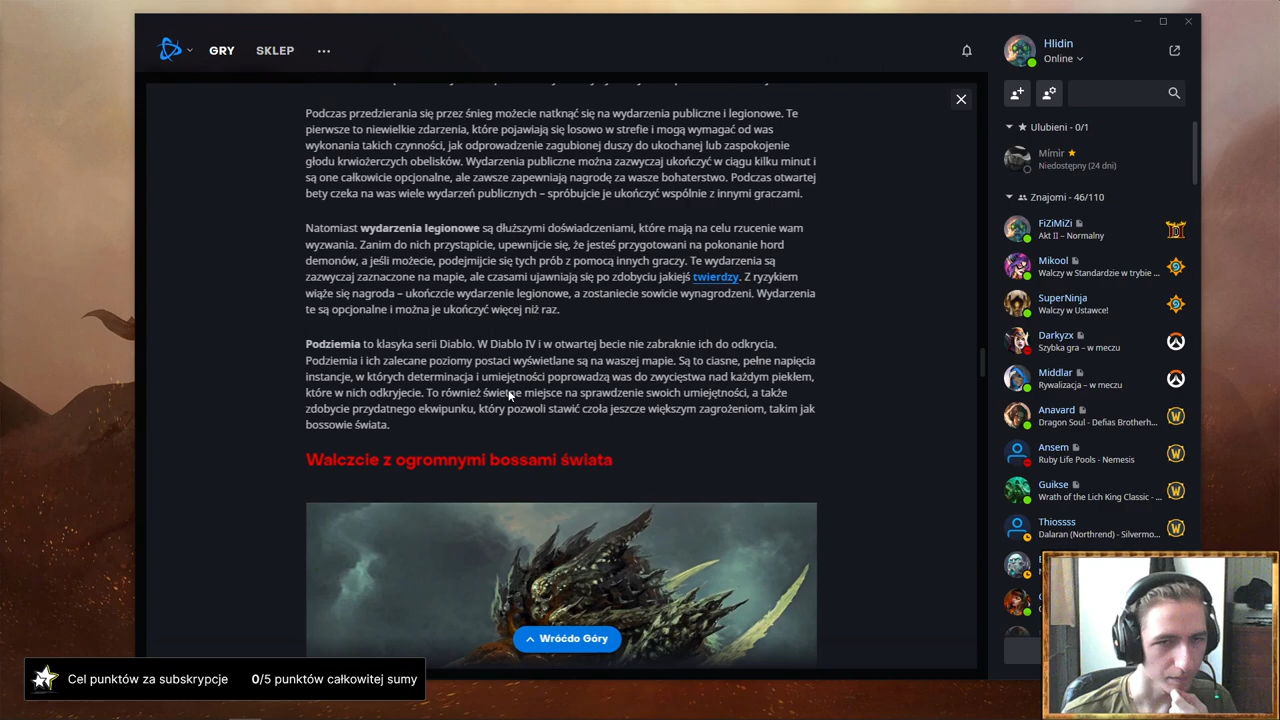 GRY SKLEP ...
Hlidin
Online
Podczas przedzierania się przez śnieg możecie natknąć się na wydarzenia publiczne i legionowe. Te
pierwsze to niewielkie zdarzenia, które pojawiają się losowo w strefie i mogą wymagać od was
wykonania takich czynności, jak odprowadzenie zagubionej duszy do ukochanej lub zaspokojenie
głodu krwiożerczych obelisków. Wydarzenia publiczne można zazwyczaj ukończyć w ciągu kilku minut i
są one całkowicie opcjonalne, ale zawsze zapewniają nagrodę za wasze bohaterstwo. Podczas otwartej
bety czeka na was wiele wydarzeń publicznych – spróbujcie je ukończyć wspólnie z innymi graczami.
Natomiast wydarzenia legionowe są dłuższymi doświadczeniami, które mają na celu rzucenie wam
wyzwania. Zanim do nich przystąpicie, upewnijcie się, że jesteś przygotowani na pokonanie hord
demonów, a jeśli możecie, podejmijcie się tych prób z pomocą innych graczy. Te wydarzenia są
zazwyczaj zaznaczone na mapie, ale czasami ujawniają się po zdobyciu jakiejś twierdzy. Z ryzykiem
wiąże się nagroda – ukończcie wydarzenie legionowe, a zostaniecie sowicie wynagrodzeni. Wydarzenia
te są opcjonalne i można je ukończyć więcej niż raz.
Podziemia to klasyka serii Diablo. W Diablo IV i w otwartej becie nie zabraknie ich do odkrycia.
Podziemia i ich zalecane poziomy postaci wyświetlane są na waszej mapie. Są to ciasne, pełne napięcia
instancje, w których determinacja i umiejętności poprowadzą was do zwycięstwa nad każdym piekłem,
które w nich odkryjecie. To również świetne miejsce na sprawdzenie swoich umiejętności, a także
zdobycie przydatnego ekwipunku, który pozwoli stawić czoła jeszcze większym zagrożeniom, takim jak
bossowie świata.
Walczcie z ogromnymi bossami świata
Wróćdo Góry
Ulubieni - 0/1
Mímir
Niedostępny (24 dni)
Znajomi - 46/110
FiZiMiZi
Akt II – Normalny
Mikool
Walczy w Standardzie w trybie ...
SuperNinja
Walczy w Ustawce!
Darkyzx
Szybka gra – w meczu
Middlar
Rywalizacja – w meczu
Anavard
Dragon Soul - Defias Brotherh...
Ansem
Ruby Life Pools - Nemesis
Guikse
Wrath of the Lich King Classic - ...
Thiossss
Dalaran (Northrend) - Silvermo...
Cel punktów za subskrypcje 0/5 punktów całkowitej sumy